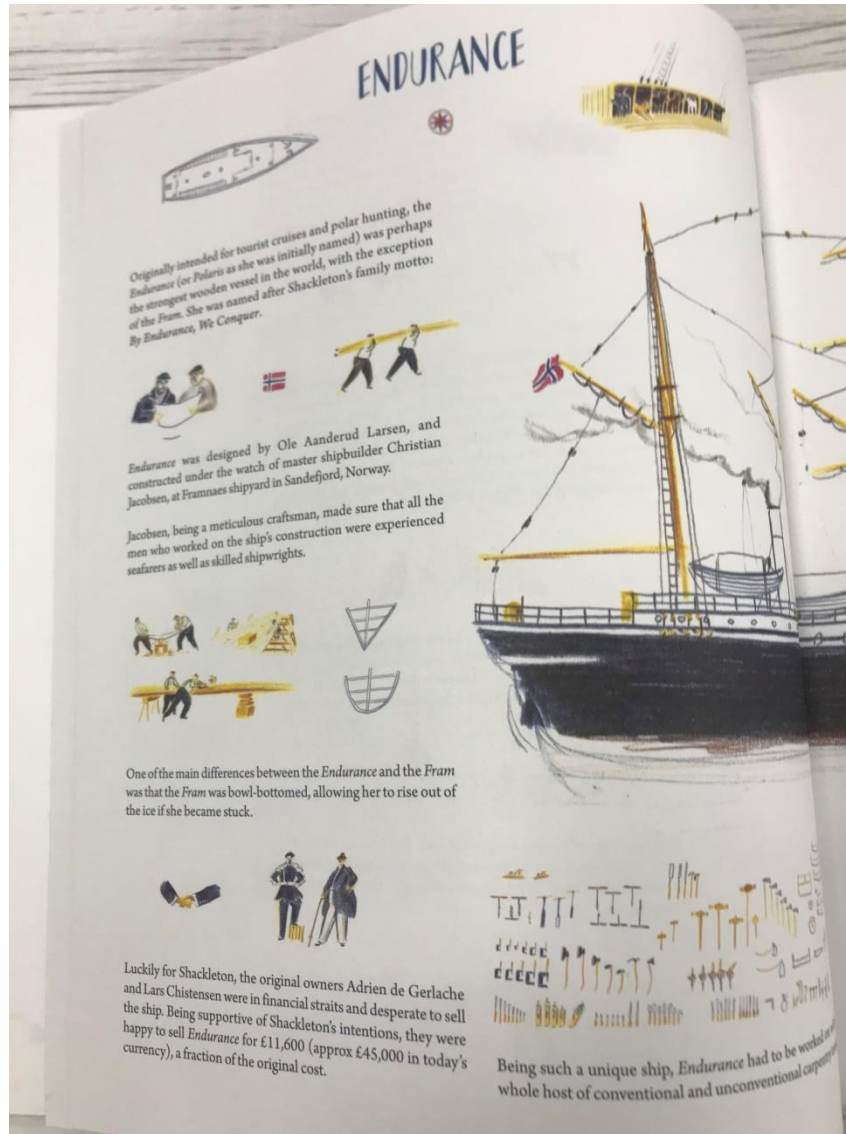 ENDURANCE
Originally intended for tourist cruises and polar hunting, the
Endurance (or Polaris as she was initially named) was perhaps
the strongest wooden vessel in the world, with the exception
of the Fram. She was named after Shackleton's family motto:
By Endurance, We Conquer.
Endurance was designed by Ole Aanderud Larsen, and
constructed under the watch of master shipbuilder Christian
Jacobsen, at Framnaes shipyard in Sandefjord, Norway.
Jacobsen, being a meticulous craftsman, made sure that all the
men who worked on the ship's construction were experienced
seafarers as well as skilled shipwrights.
One of the main differences between the Endurance and the Fram
was that the Fram was bowl-bottomed, allowing her to rise out of
the ice if she became stuck.
Luckily for Shackleton, the original owners Adrien de Gerlache
and Lars Chistensen were in financial straits and desperate to sell
the ship. Being supportive of Shackleton's intentions, they were
happy to sell Endurance for £11,600 (approx £45,000 in today's
currency), a fraction of the original cost.
Being such a unique ship, Endurance had to be worked on
whole host of conventional and unconventional carpentry